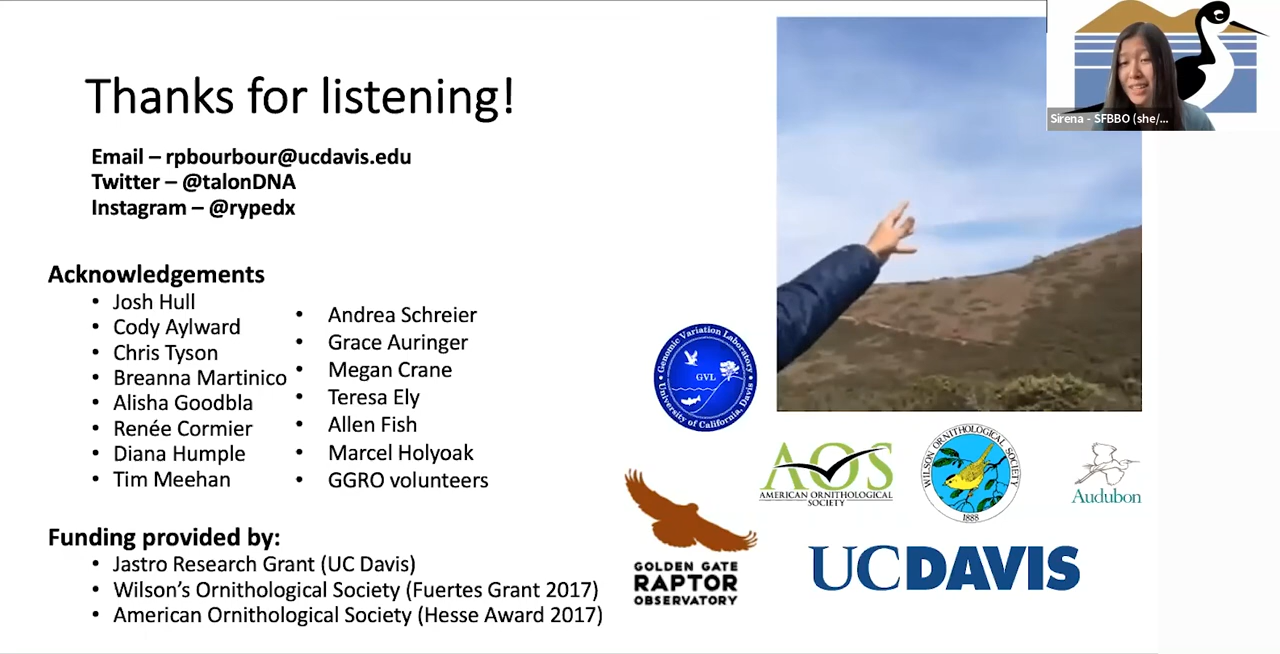 Thanks for listening!
Email – rpbourbour@ucdavis.edu
Twitter – @talonDNA
Instagram – @rypedx
Acknowledgements
• Josh Hull
• Cody Aylward
• Chris Tyson
• Breanna Martinico
• Alisha Goodbla
• Renée Cormier
• Diana Humple
• Tim Meehan
• Andrea Schreier
• Grace Auringer
• Megan Crane
• Teresa Ely
• Allen Fish
• Marcel Holyoak
• GGRO volunteers
Funding provided by:
• Jastro Research Grant (UC Davis)
• Wilson’s Ornithological Society (Fuertes Grant 2017)
• American Ornithological Society (Hesse Award 2017)
Sirena - SFBBO (she/...
Genomic Variation Laboratory
GVL
University of California, Davis
AOS
AMERICAN ORNITHOLOGICAL
SOCIETY
WILSON ORNITHOLOGICAL SOCIETY
1888
Audubon
GOLDEN GATE
RAPTOR
OBSERVATORY
UCDAVIS